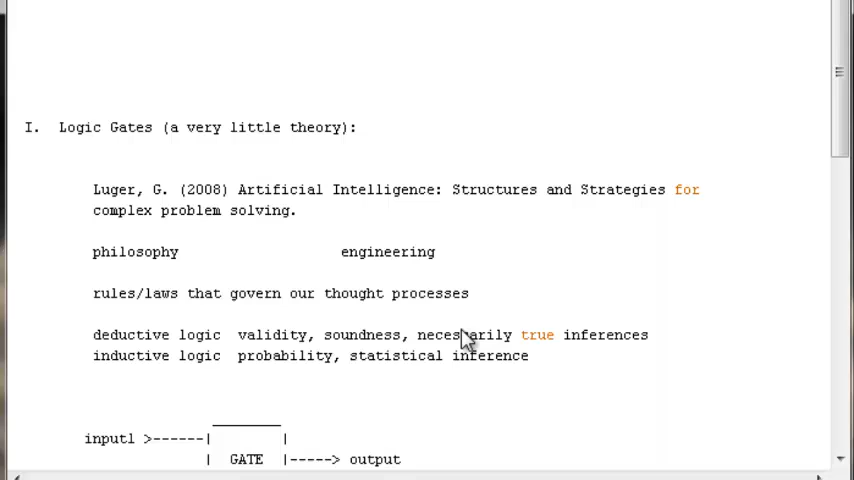 I.  Logic Gates (a very little theory):
Luger, G. (2008) Artificial Intelligence: Structures and Strategies for
complex problem solving.
philosophy                   engineering
rules/laws that govern our thought processes
deductive logic  validity, soundness, necessarily true inferences
inductive logic  probability, statistical inference
input1 >------|        |
|  GATE  |-----> output